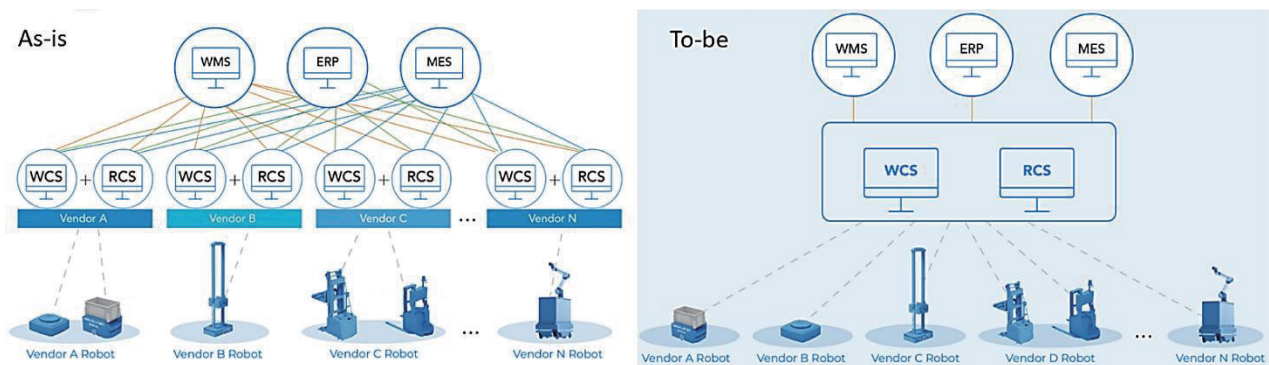 As-is
WMS
ERP
MES
WCS + RCS
WCS + RCS
WCS + RCS
WCS + RCS
Vendor A
Vendor B
Vendor C
...
Vendor N
...
Vendor A Robot
Vendor B Robot
Vendor C Robot
Vendor N Robot
To-be
WMS
ERP
MES
WCS
RCS
...
Vendor A Robot
Vendor B Robot
Vendor C Robot
Vendor D Robot
Vendor N Robot